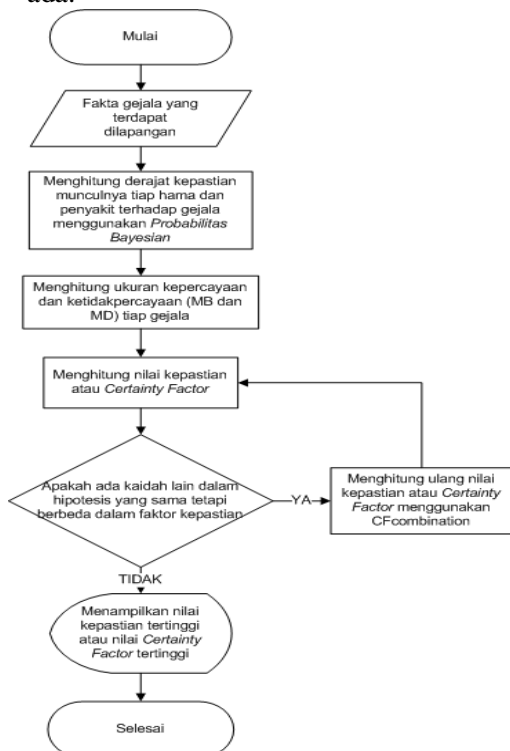 ada.
Mulai
Fakta gejala yang
terdapat
dilapangan
Menghitung derajat kepastian
munculnya tiap hama dan
penyakit terhadap gejala
menggunakan Probabilitas
Bayesian
Menghitung ukuran kepercayaan
dan ketidakpercayaan (MB dan
MD) tiap gejala
Menghitung nilai kepastian
atau Certainty Factor
Apakah ada kaidah lain dalam
hipotesis yang sama tetapi
berbeda dalam faktor kepastian
YA
Menghitung ulang nilai
kepastian atau Certainty
Factor menggunakan
CFcombination
TIDAK
Menampilkan nilai
kepastian tertinggi
atau nilai Certainty
Factor tertinggi
Selesai